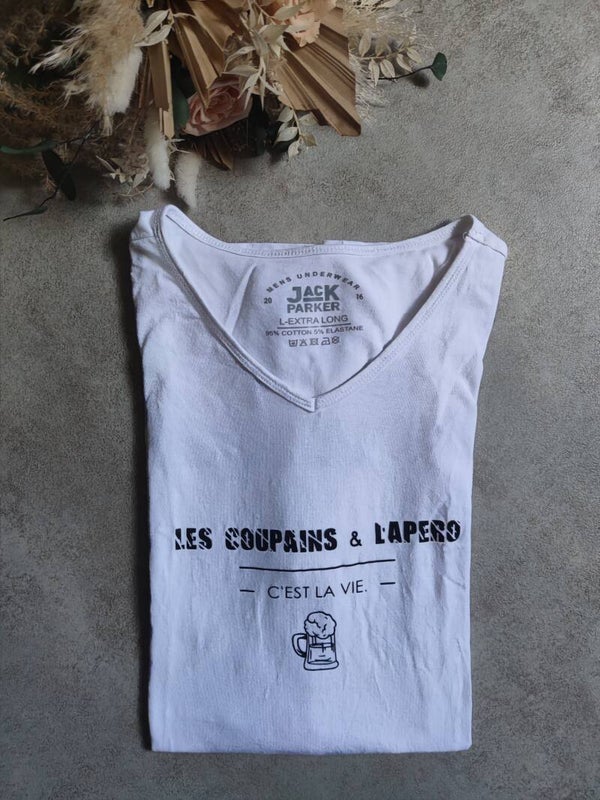 MENS UNDERWEAR
20 JACK 16
PARKER
L-EXTRA LONG
95% COTTON 5% ELASTANE
LES COUPAINS & L'APERO
– C'EST LA VIE. –